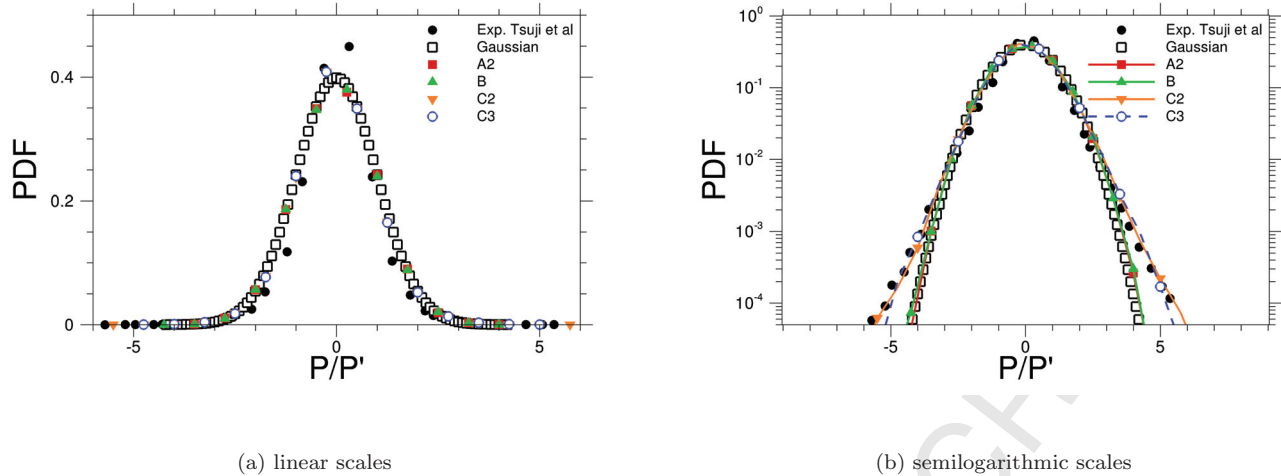 PDF
0.4
0.2
0
-5
0
5
P/P'
Exp. Tsuji et al
Gaussian
A2
B
C2
C3
(a) linear scales
PDF
10^0
10^-1
10^-2
10^-3
10^-4
-5
0
5
P/P'
Exp. Tsuji et al
Gaussian
A2
B
C2
C3
(b) semilogarithmic scales